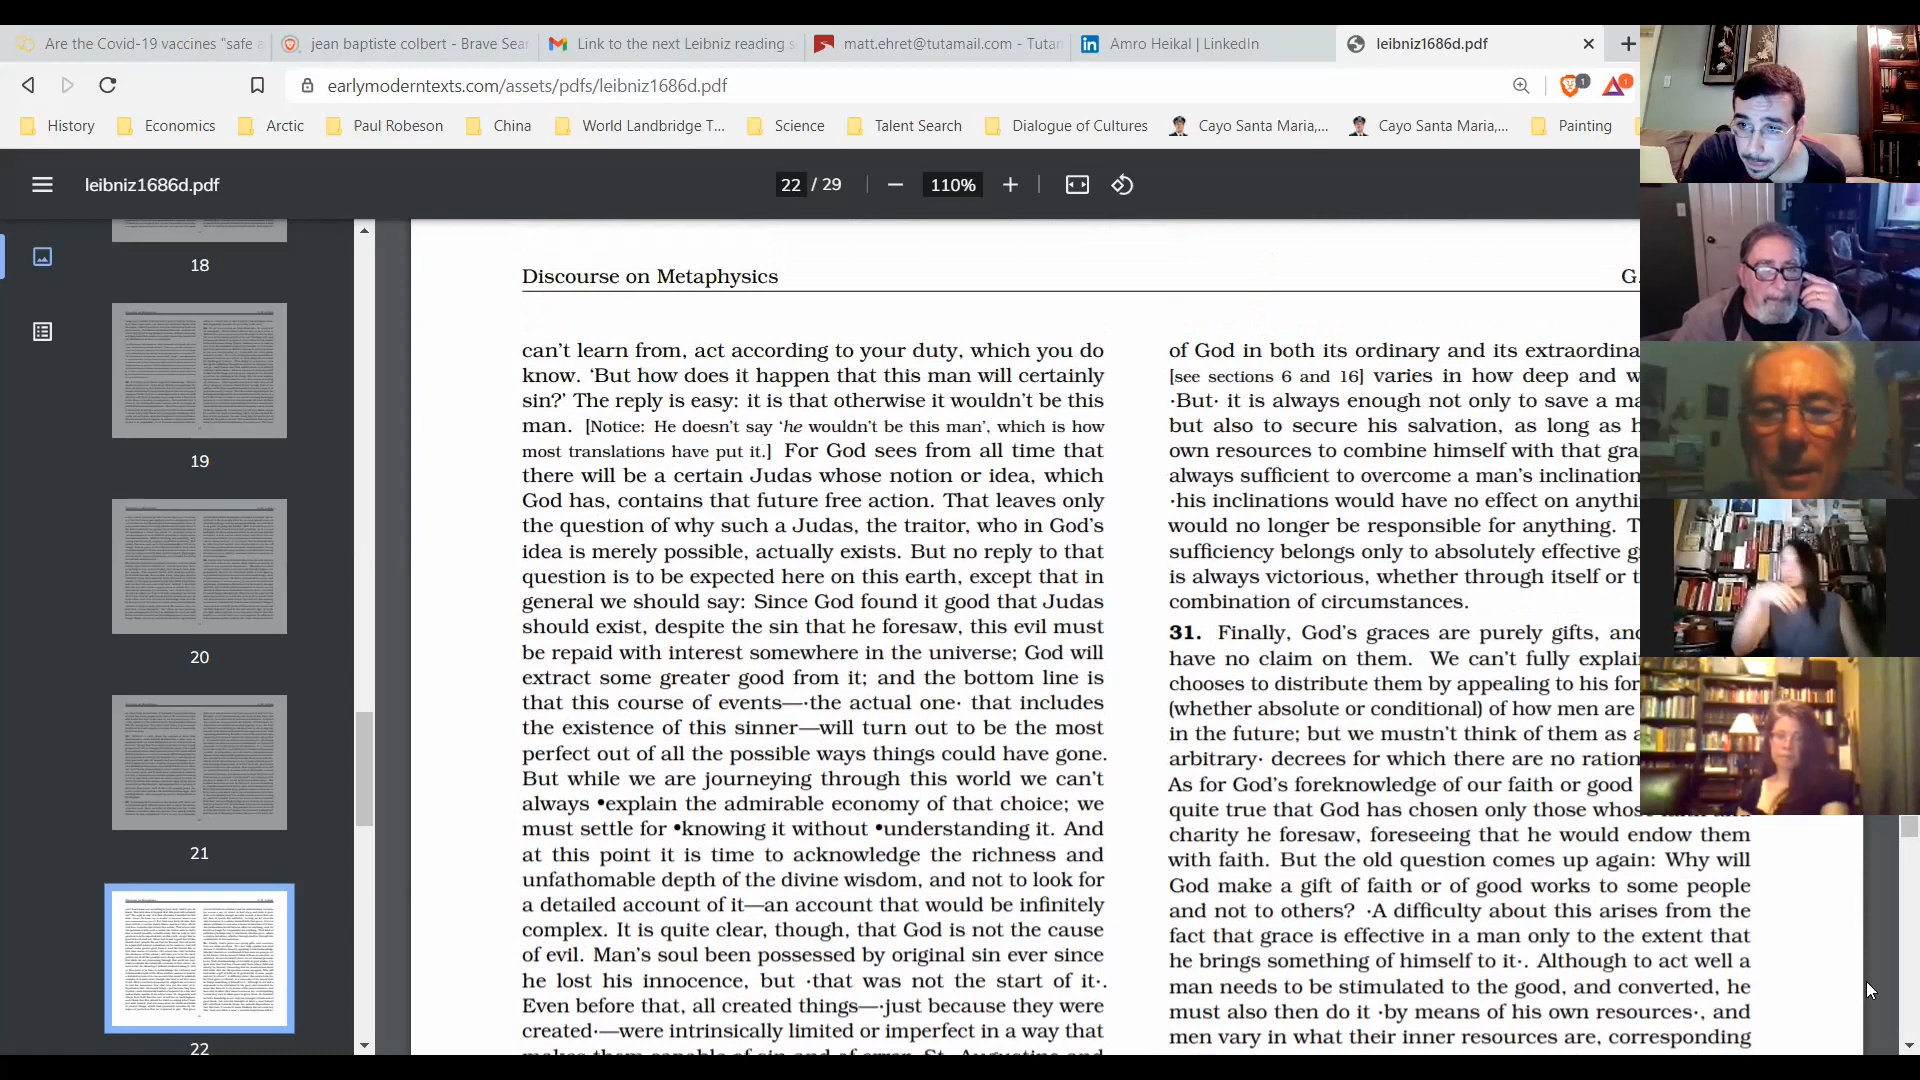 Are the Covid-19 vaccines "safe a
jean baptiste colbert - Brave Sear
Link to the next Leibniz reading s
matt.ehret@tutamail.com - Tutan
Amro Heikal | LinkedIn
leibniz1686d.pdf
earlymoderntexts.com/assets/pdfs/leibniz1686d.pdf
1
1
History
Economics
Arctic
Paul Robeson
China
World Landbridge T...
Science
Talent Search
Dialogue of Cultures
Cayo Santa Maria,...
Cayo Santa Maria,...
Painting
leibniz1686d.pdf
22 / 29
110%
18
19
20
21
22
Discourse on Metaphysics
G.
can't learn from, act according to your duty, which you do
know. ‘But how does it happen that this man will certainly
sin?’ The reply is easy: it is that otherwise it wouldn't be this
man. [Notice: He doesn't say ‘he wouldn't be this man’, which is how
most translations have put it.] For God sees from all time that
there will be a certain Judas whose notion or idea, which
God has, contains that future free action. That leaves only
the question of why such a Judas, the traitor, who in God's
idea is merely possible, actually exists. But no reply to that
question is to be expected here on this earth, except that in
general we should say: Since God found it good that Judas
should exist, despite the sin that he foresaw, this evil must
be repaid with interest somewhere in the universe; God will
extract some greater good from it; and the bottom line is
that this course of events—·the actual one· that includes
the existence of this sinner—will turn out to be the most
perfect out of all the possible ways things could have gone.
But while we are journeying through this world we can't
always •explain the admirable economy of that choice; we
must settle for •knowing it without •understanding it. And
at this point it is time to acknowledge the richness and
unfathomable depth of the divine wisdom, and not to look for
a detailed account of it—an account that would be infinitely
complex. It is quite clear, though, that God is not the cause
of evil. Man's soul been possessed by original sin ever since
he lost his innocence, but ·that was not the start of it·.
Even before that, all created things—·just because they were
created·—were intrinsically limited or imperfect in a way that
makes them capable of sin and of error. St. Augustine and
of God in both its ordinary and its extraordina
[see sections 6 and 16] varies in how deep and w
·But· it is always enough not only to save a ma
but also to secure his salvation, as long as h
own resources to combine himself with that gra
always sufficient to overcome a man's inclination
·his inclinations would have no effect on anythi
would no longer be responsible for anything. T
sufficiency belongs only to absolutely effective g
is always victorious, whether through itself or t
combination of circumstances.
31. Finally, God's graces are purely gifts, and
have no claim on them. We can't fully explai
chooses to distribute them by appealing to his for
(whether absolute or conditional) of how men are
in the future; but we mustn't think of them as a
arbitrary· decrees for which there are no ration
As for God's foreknowledge of our faith or good
quite true that God has chosen only those whos
charity he foresaw, foreseeing that he would endow them
with faith. But the old question comes up again: Why will
God make a gift of faith or of good works to some people
and not to others? ·A difficulty about this arises from the
fact that grace is effective in a man only to the extent that
he brings something of himself to it·. Although to act well a
man needs to be stimulated to the good, and converted, he
must also then do it ·by means of his own resources·, and
men vary in what their inner resources are, corresponding